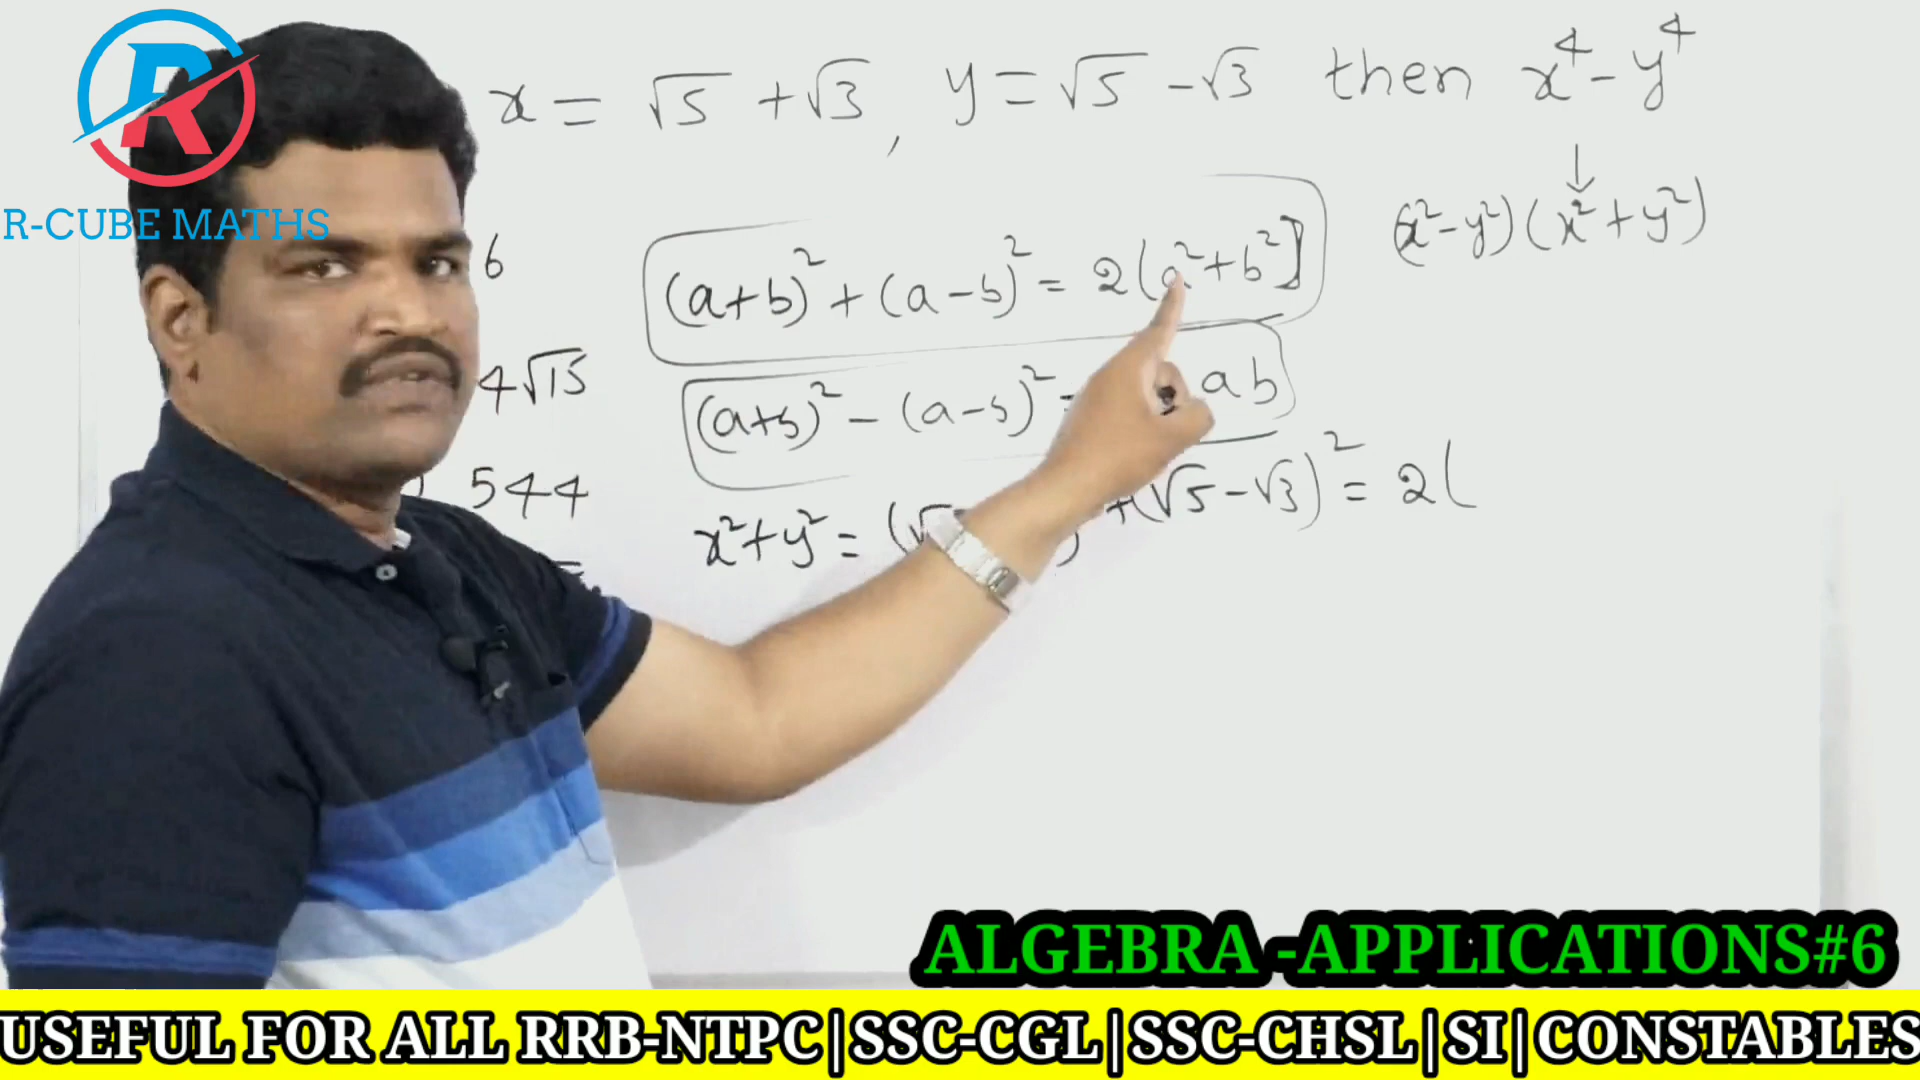 R-CUBE MATHS
x = √5 + √3, y = √5 - √3 then x⁴ - y⁴
(x² - y²)(x² + y²)
6
(a+b)² + (a-b)² = 2(a²+b²]
4√15
(a+b)² - (a-b)² = ab
544
x²+y² = (√5 )+(√5-√3)² = 2(
ALGEBRA -APPLICATIONS#6
USEFUL FOR ALL RRB-NTPC|SSC-CGL|SSC-CHSL|SI|CONSTABLES